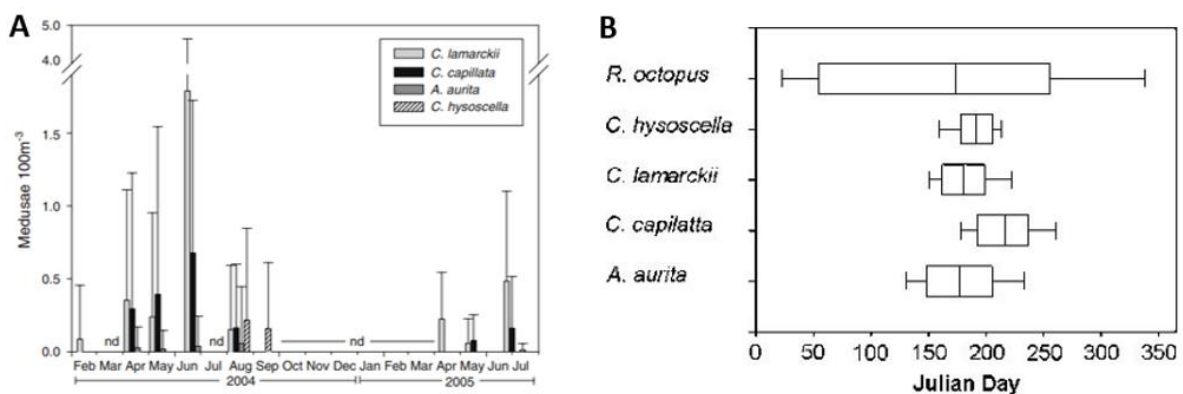 A
5.0
4.0
1.5
1.0
0.5
0.0
Medusae 100m⁻³
C. lamarckii
C. capillata
A. aurita
C. hysoscella
nd
nd
nd
Feb Mar Apr May Jun Jul Aug Sep Oct Nov Dec Jan Feb Mar Apr May Jun Jul
2004 2005
B
R. octopus
C. hysoscella
C. lamarckii
C. capilatta
A. aurita
0 50 100 150 200 250 300 350
Julian Day